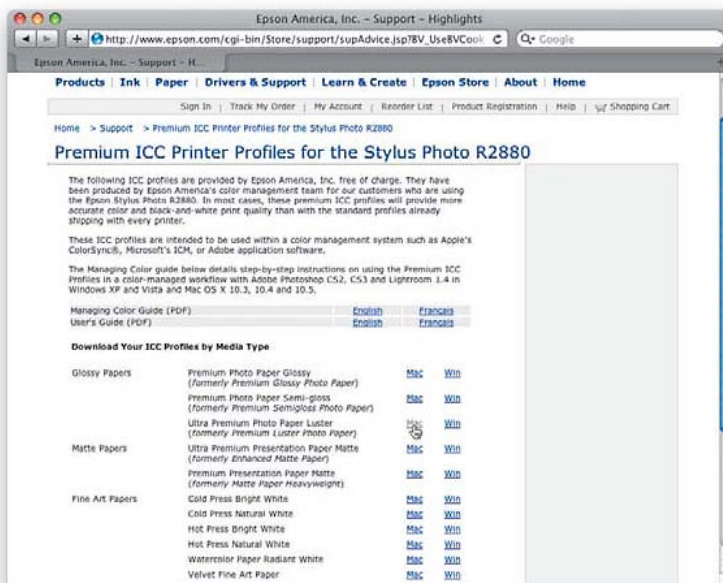 Epson America, Inc. – Support – Highlights
http://www.epson.com/cgi-bin/Store/support/supAdvice.jsp?BV_UseBVCook
Google
Epson America, Inc. – Support – H...
Products | Ink | Paper | Drivers & Support | Learn & Create | Epson Store | About | Home
Sign In | Track My Order | My Account | Reorder List | Product Registration | Help | Shopping Cart
Home > Support > Premium ICC Printer Profiles for the Stylus Photo R2880
Premium ICC Printer Profiles for the Stylus Photo R2880
The following ICC profiles are provided by Epson America, Inc. free of charge. They have
been produced by Epson America's color management team for our customers who are using
the Epson Stylus Photo R2880. In most cases, these premium ICC profiles will provide more
accurate color and black-and-white print quality than with the standard profiles already
shipping with every printer.
These ICC profiles are intended to be used within a color management system such as Apple's
ColorSync®, Microsoft's ICM, or Adobe application software.
The Managing Color guide below details step-by-step instructions on using the Premium ICC
Profiles in a color-managed workflow with Adobe Photoshop CS2, CS3 and Lightroom 1.4 in
Windows XP and Vista and Mac OS X 10.3, 10.4 and 10.5.
Managing Color Guide (PDF) English Français
User's Guide (PDF) English Français
Download Your ICC Profiles by Media Type
Glossy Papers Premium Photo Paper Glossy Mac Win
(formerly Premium Glossy Photo Paper)
Premium Photo Paper Semi-gloss Mac Win
(formerly Premium Semigloss Photo Paper)
Ultra Premium Photo Paper Luster Mac Win
(formerly Premium Luster Photo Paper)
Matte Papers Ultra Premium Presentation Paper Matte Mac Win
(formerly Enhanced Matte Paper)
Premium Presentation Paper Matte Mac Win
(formerly Matte Paper Heavyweight)
Fine Art Papers Cold Press Bright White Mac Win
Cold Press Natural White Mac Win
Hot Press Bright White Mac Win
Hot Press Natural White Mac Win
Watercolor Paper Radiant White Mac Win
Velvet Fine Art Paper Mac Win